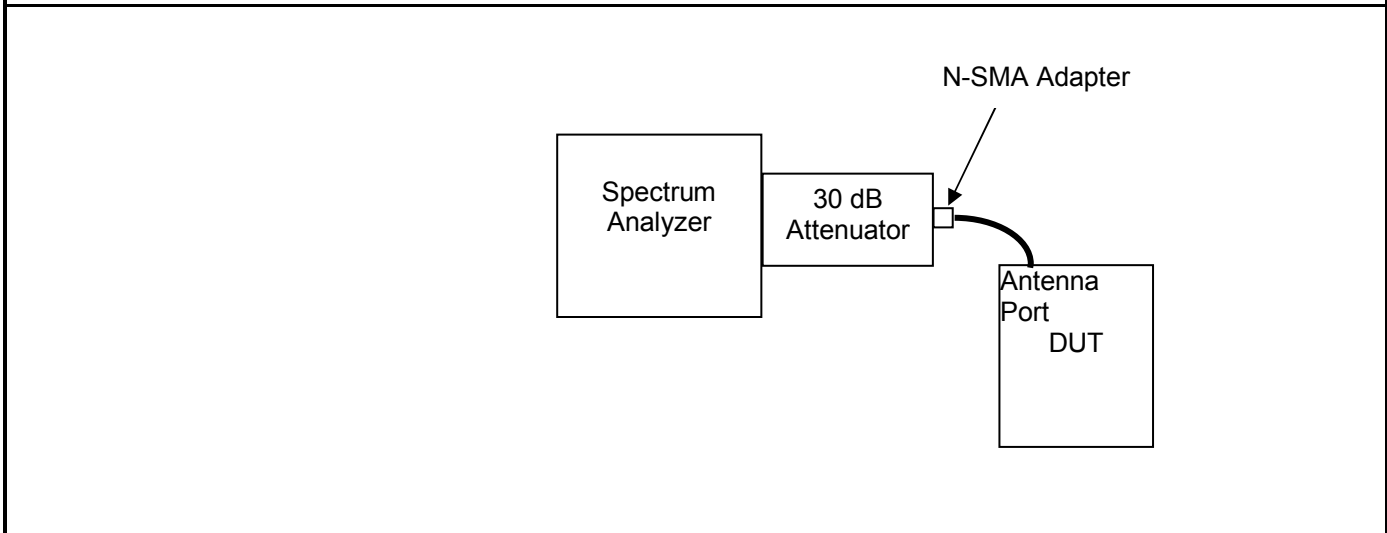 N-SMA Adapter
Spectrum
Analyzer
30 dB
Attenuator
Antenna
Port
DUT